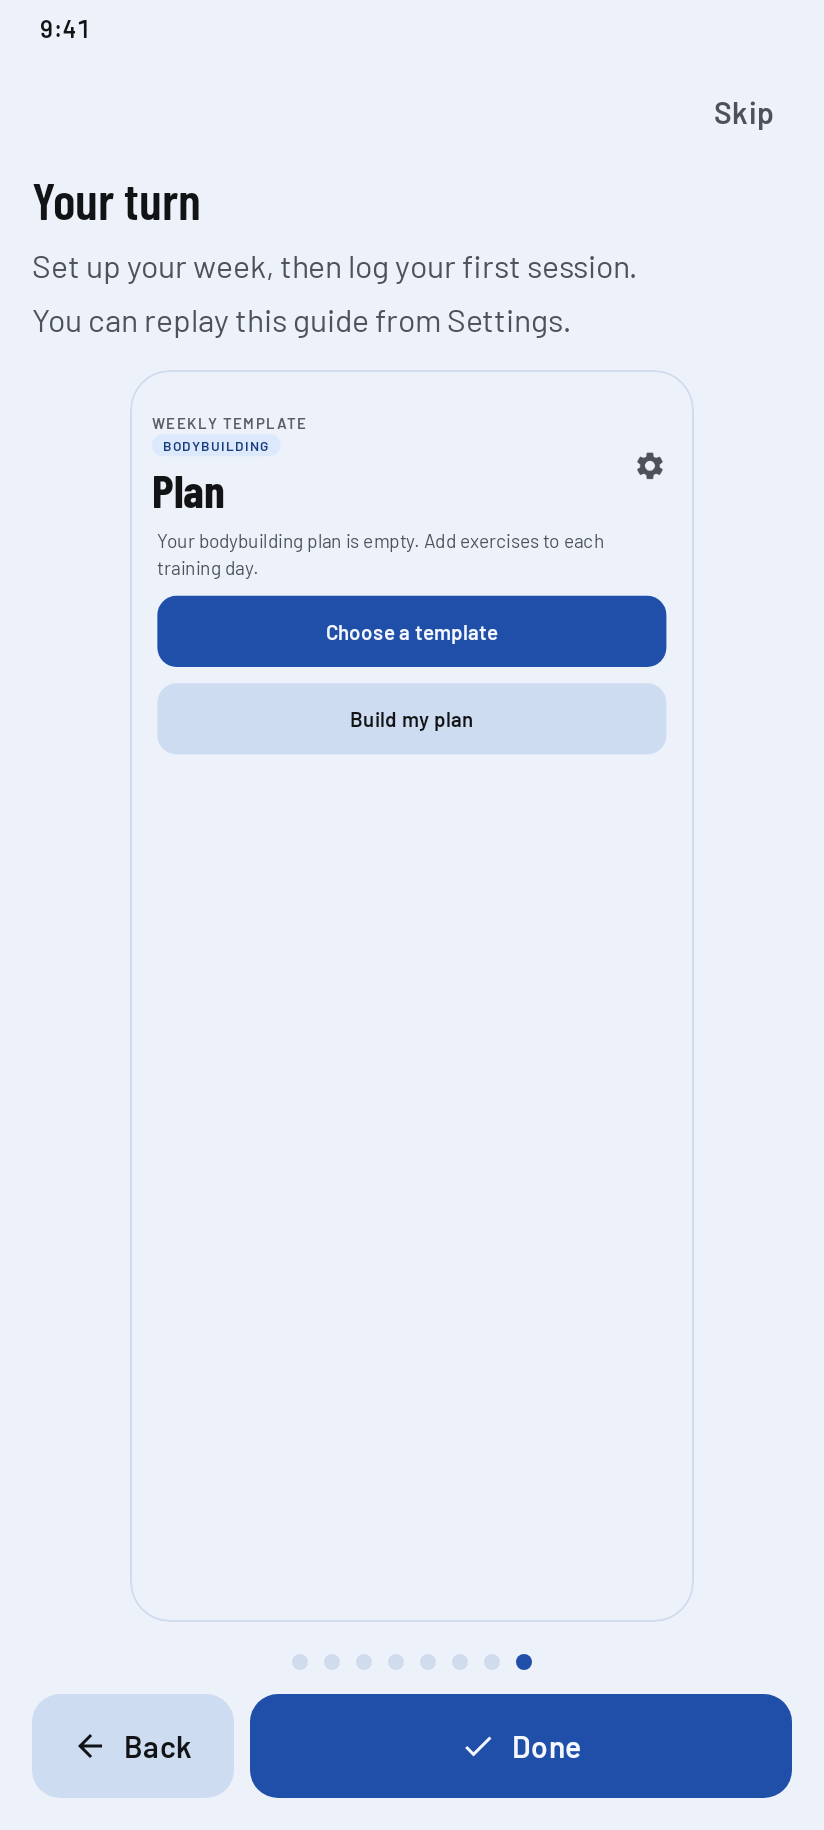 9:41
Skip
Your turn
Set up your week, then log your first session.
You can replay this guide from Settings.
WEEKLY TEMPLATE
BODYBUILDING
Plan
Your bodybuilding plan is empty. Add exercises to each
training day.
Choose a template
Build my plan
Back
Done